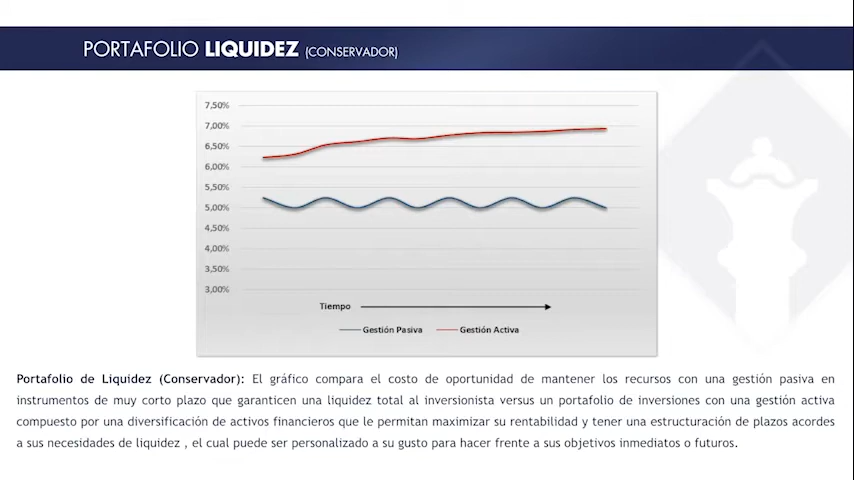 PORTAFOLIO LIQUIDEZ (CONSERVADOR)
7,50%
7,00%
6,50%
6,00%
5,50%
5,00%
4,50%
4,00%
3,50%
3,00%
Tiempo
Gestión Pasiva Gestión Activa
Portafolio de Liquidez (Conservador): El gráfico compara el costo de oportunidad de mantener los recursos con una gestión pasiva en
instrumentos de muy corto plazo que garanticen una liquidez total al inversionista versus un portafolio de inversiones con una gestión activa
compuesto por una diversificación de activos financieros que le permitan maximizar su rentabilidad y tener una estructuración de plazos acordes
a sus necesidades de liquidez , el cual puede ser personalizado a su gusto para hacer frente a sus objetivos inmediatos o futuros.